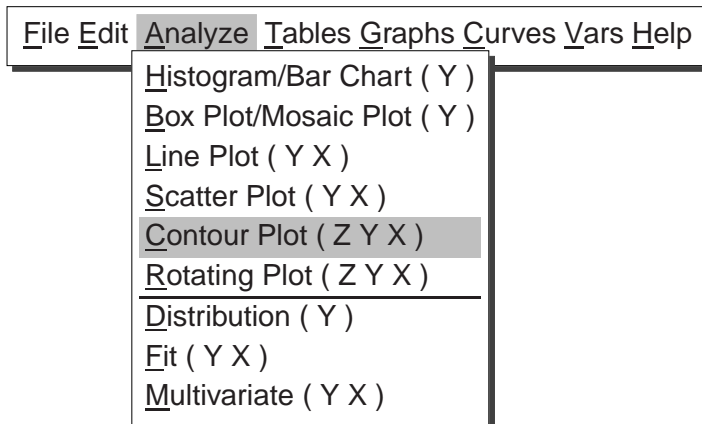 File Edit Analyze Tables Graphs Curves Vars Help
Histogram/Bar Chart ( Y )
Box Plot/Mosaic Plot ( Y )
Line Plot ( Y X )
Scatter Plot ( Y X )
Contour Plot ( Z Y X )
Rotating Plot ( Z Y X )
Distribution ( Y )
Fit ( Y X )
Multivariate ( Y X )